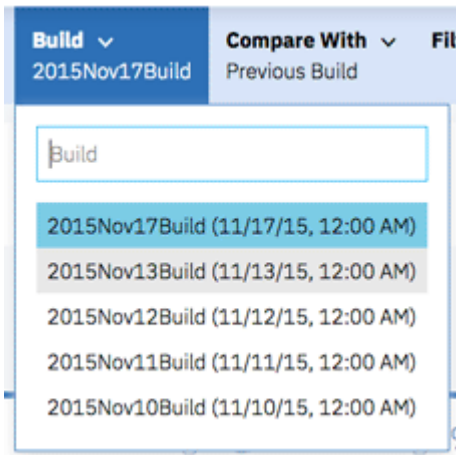 Build Compare With Fil
2015Nov17Build Previous Build
Build
2015Nov17Build (11/17/15, 12:00 AM)
2015Nov13Build (11/13/15, 12:00 AM)
2015Nov12Build (11/12/15, 12:00 AM)
2015Nov11Build (11/11/15, 12:00 AM)
2015Nov10Build (11/10/15, 12:00 AM)